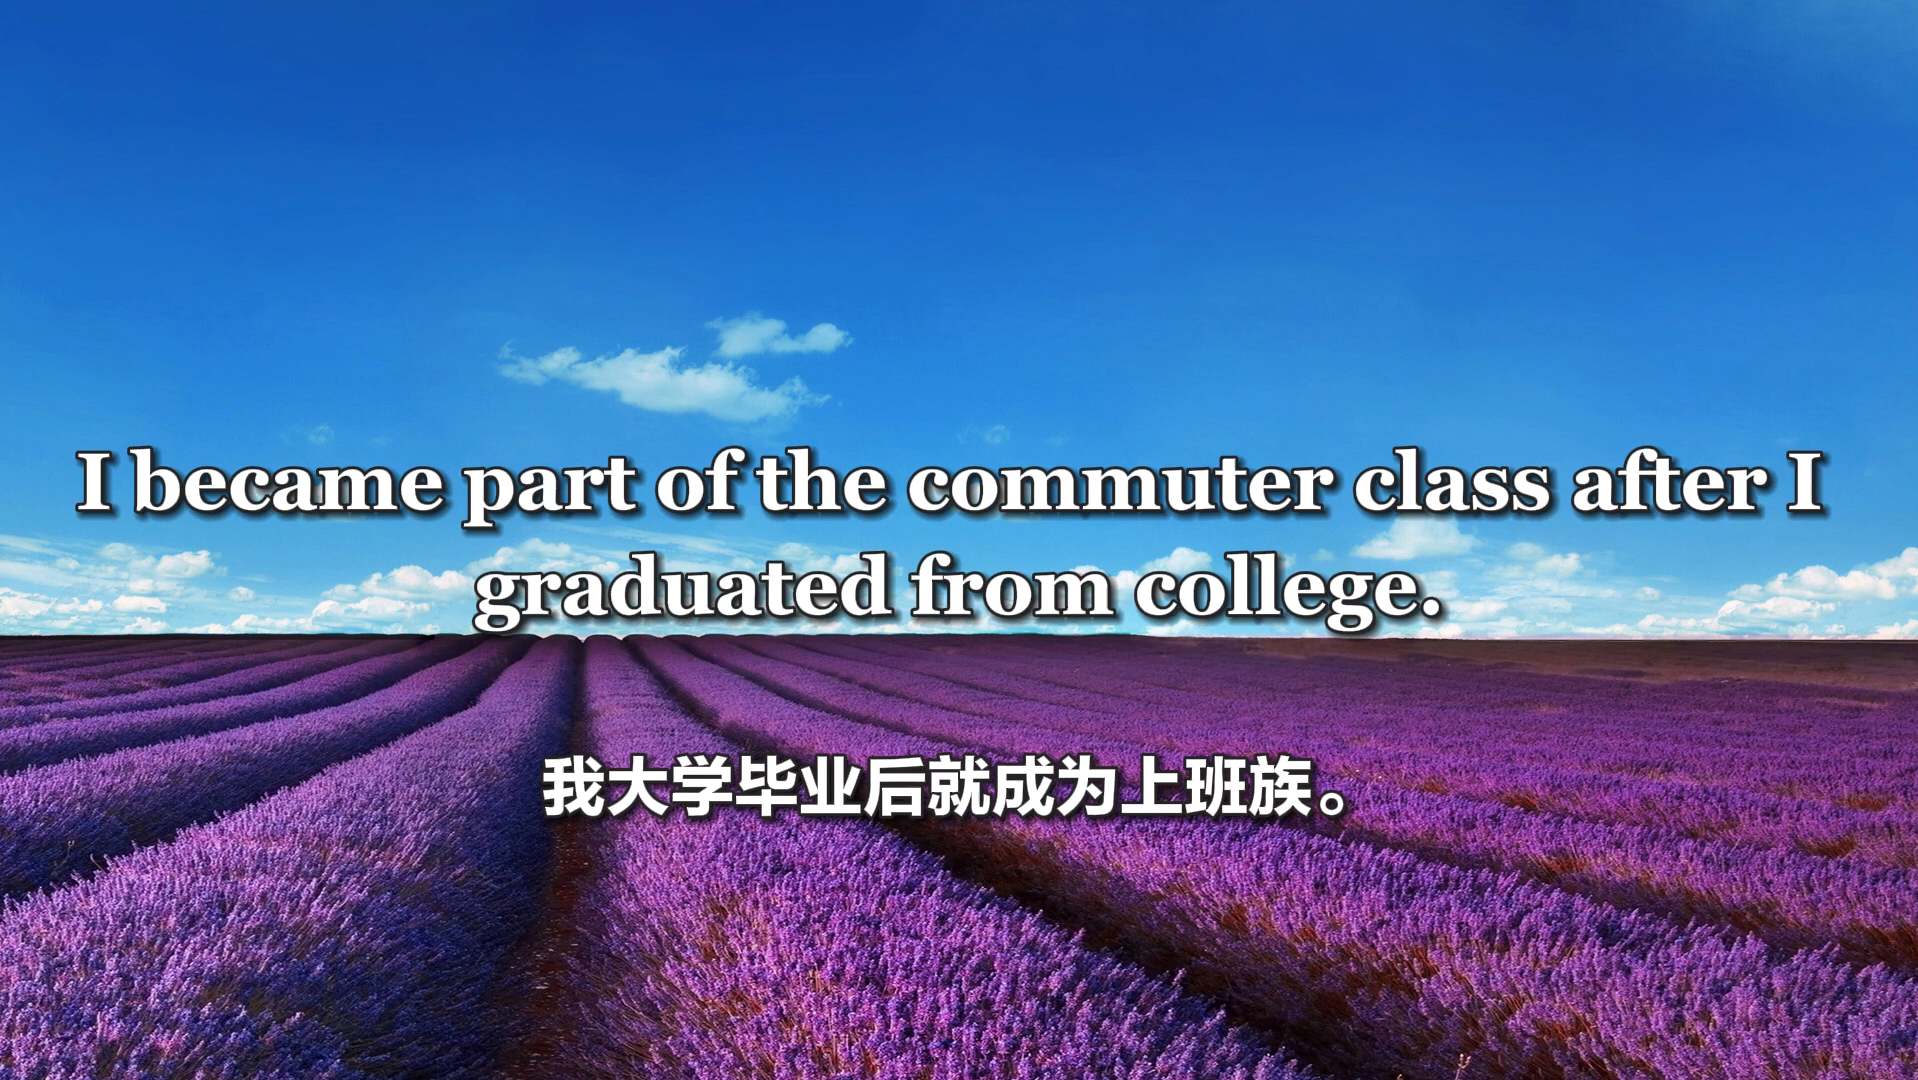 I became part of the commuter class after I
graduated from college.
我大学毕业后就成为上班族。